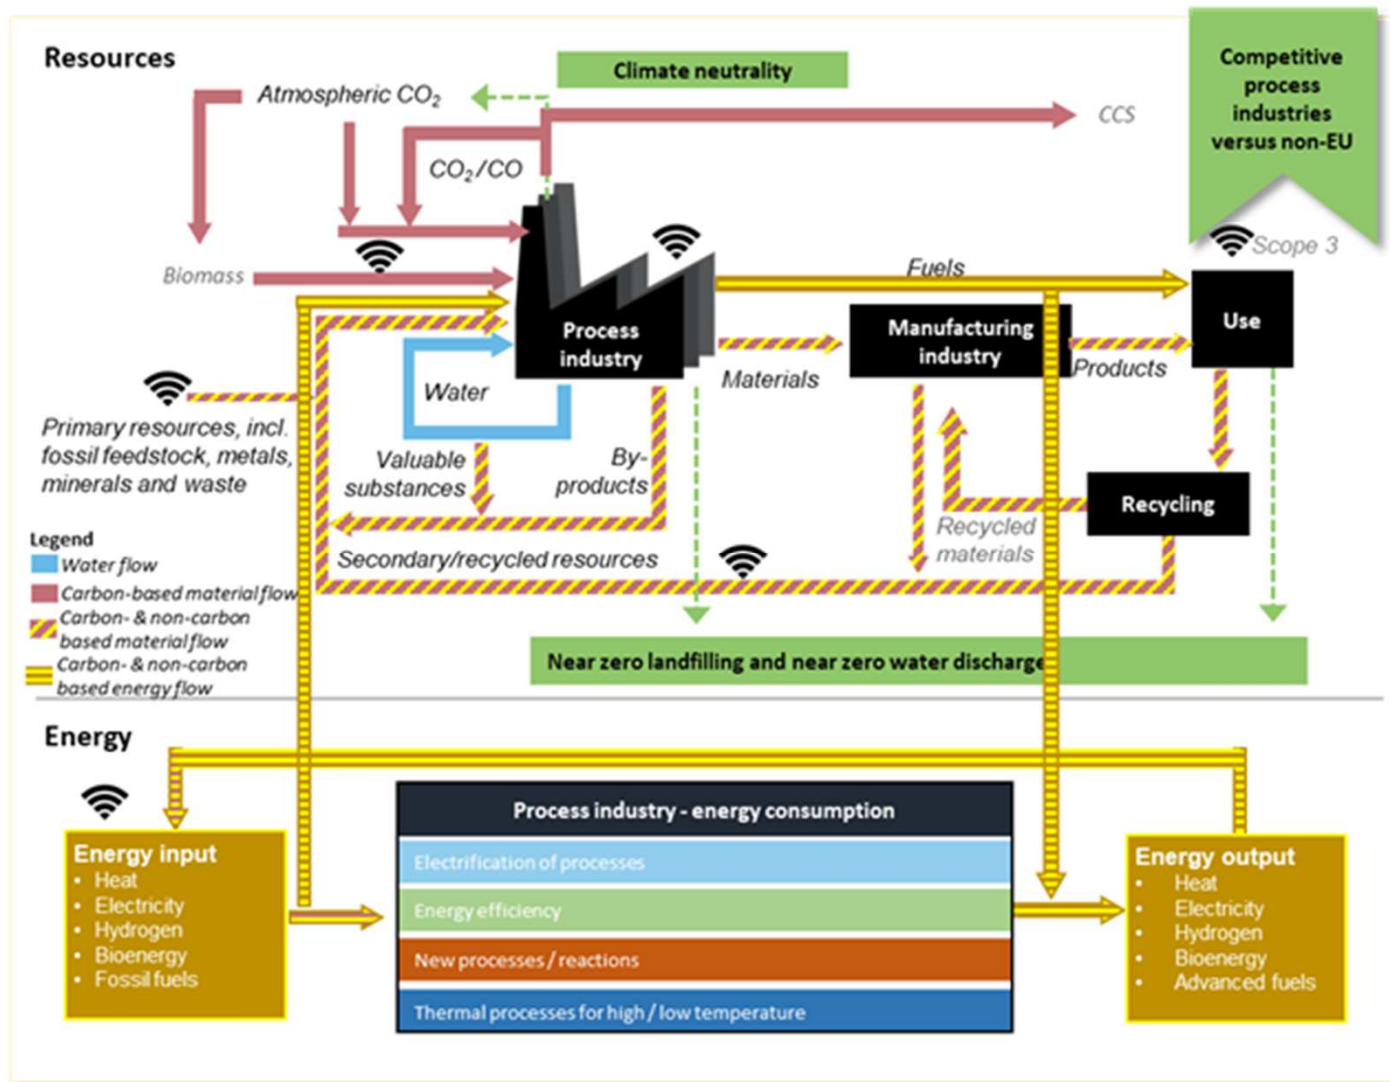 Resources
Climate neutrality
Competitive
process
industries
versus non-EU
Atmospheric CO₂
CCS
CO₂/CO
Scope 3
Biomass
Fuels
Process
industry
Manufacturing
industry
Use
Materials
Products
Water
Primary resources, incl.
fossil feedstock, metals,
minerals and waste
Valuable
substances
By-
products
Recycling
Recycled
materials
Secondary/recycled resources
Legend
Water flow
Carbon-based material flow
Carbon- & non-carbon
based material flow
Carbon- & non-carbon
based energy flow
Near zero landfilling and near zero water discharge
Energy
Energy input
• Heat
• Electricity
• Hydrogen
• Bioenergy
• Fossil fuels
Process industry - energy consumption
Electrification of processes
Energy efficiency
New processes / reactions
Thermal processes for high / low temperature
Energy output
• Heat
• Electricity
• Hydrogen
• Bioenergy
• Advanced fuels